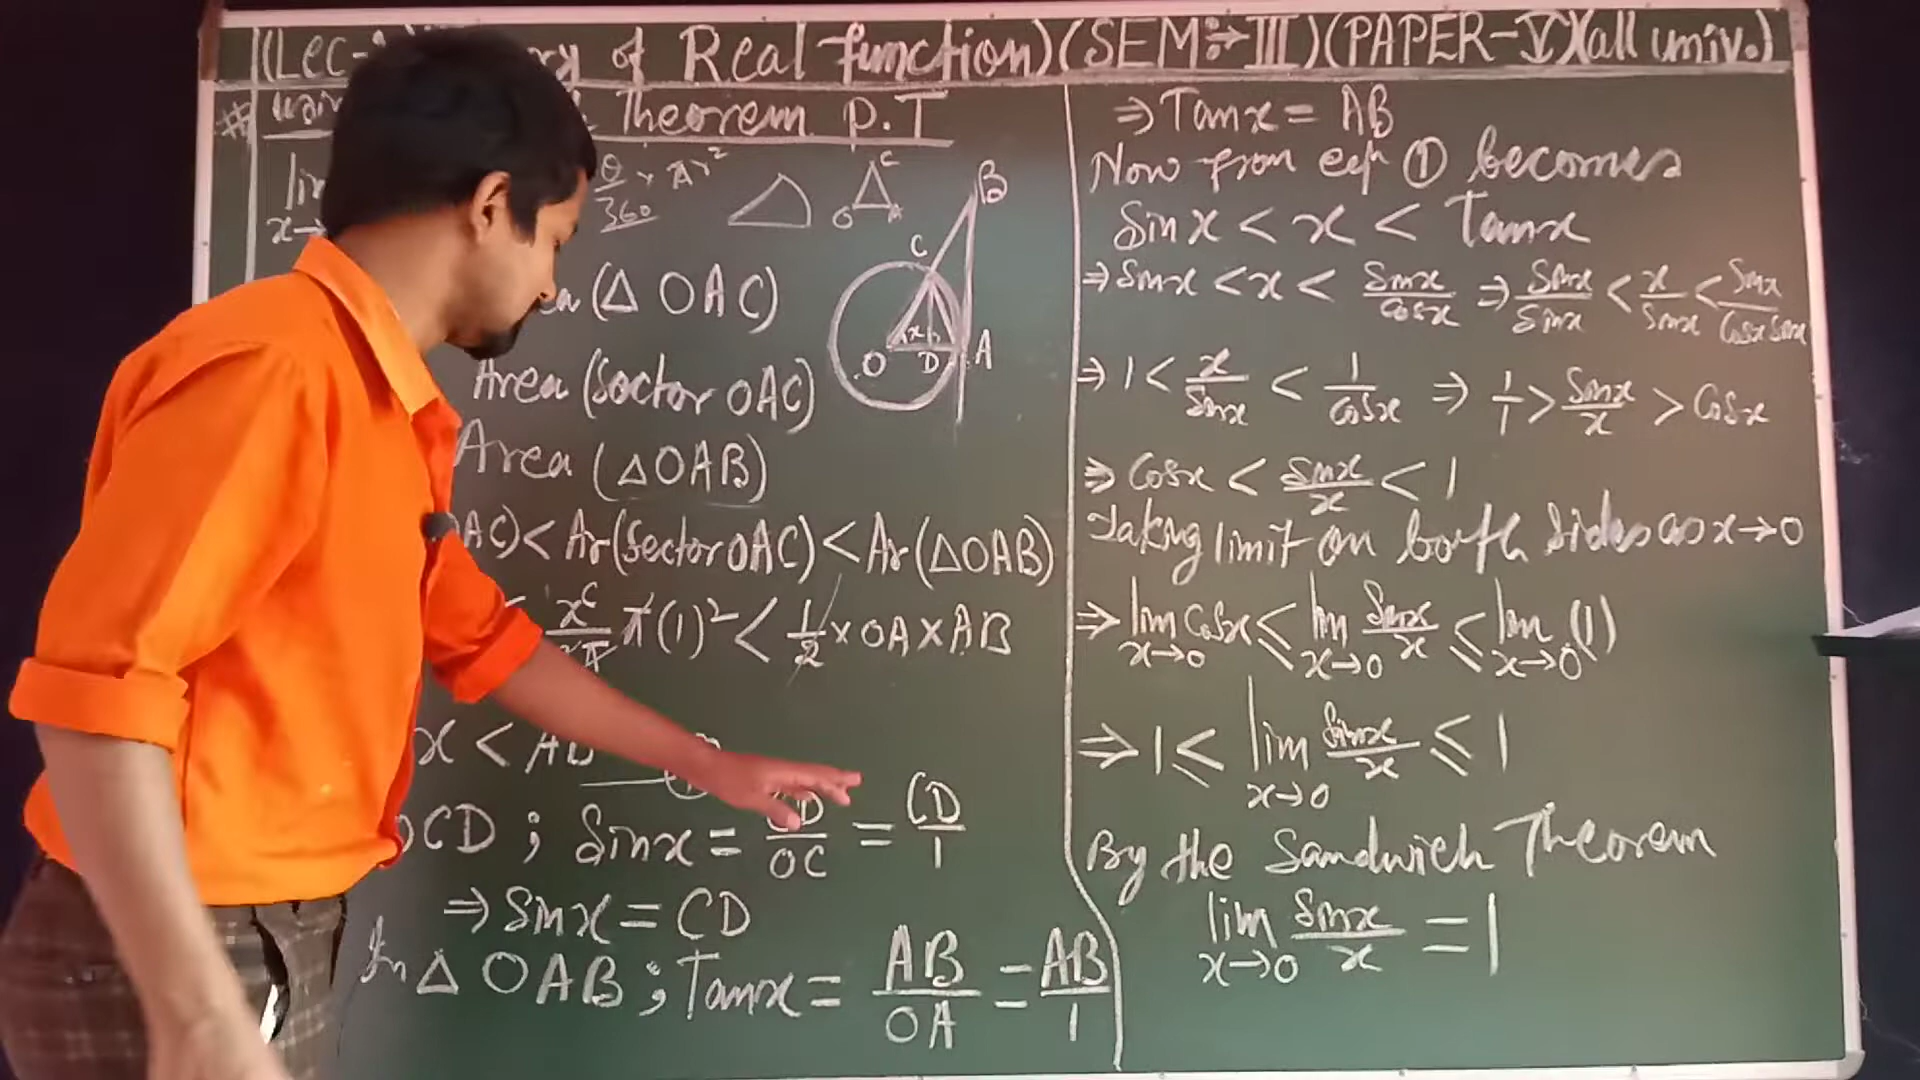 (Lec- of Real function)(SEM:→III)(PAPER-V)(all univ.)
# Theorem P.T
θ/360 × πr²
C
O A
x→
B
C
x
O D A
(Δ OAC)
Area (Sector OAC)
Area (ΔOAB)
AC) < Ar(Sector OAC) < Ar(ΔOAB)
x^c/2π π(1)² < 1/2 × OA × AB
x < AB
OCD ; Sinx = CD/OC = CD/1
⇒ Sinx = CD
In Δ OAB ; Tanx = AB/OA = AB/1
⇒ Tanx = AB
Now from eqn ① becomes
Sinx < x < Tanx
⇒ Sinx < x < Sinx/Cosx ⇒ Sinx/Sinx < x/Sinx < Sinx/Cosx Sinx
⇒ 1 < x/Sinx < 1/Cosx ⇒ 1/1 > Sinx/x > Cosx
⇒ Cosx < Sinx/x < 1
Taking limit on both sides as x→0
⇒ lim x→0 Cosx ≤ lim x→0 Sinx/x ≤ lim x→0 (1)
⇒ 1 ≤ lim x→0 Sinx/x ≤ 1
By the Sandwich Theorem
lim x→0 Sinx/x = 1